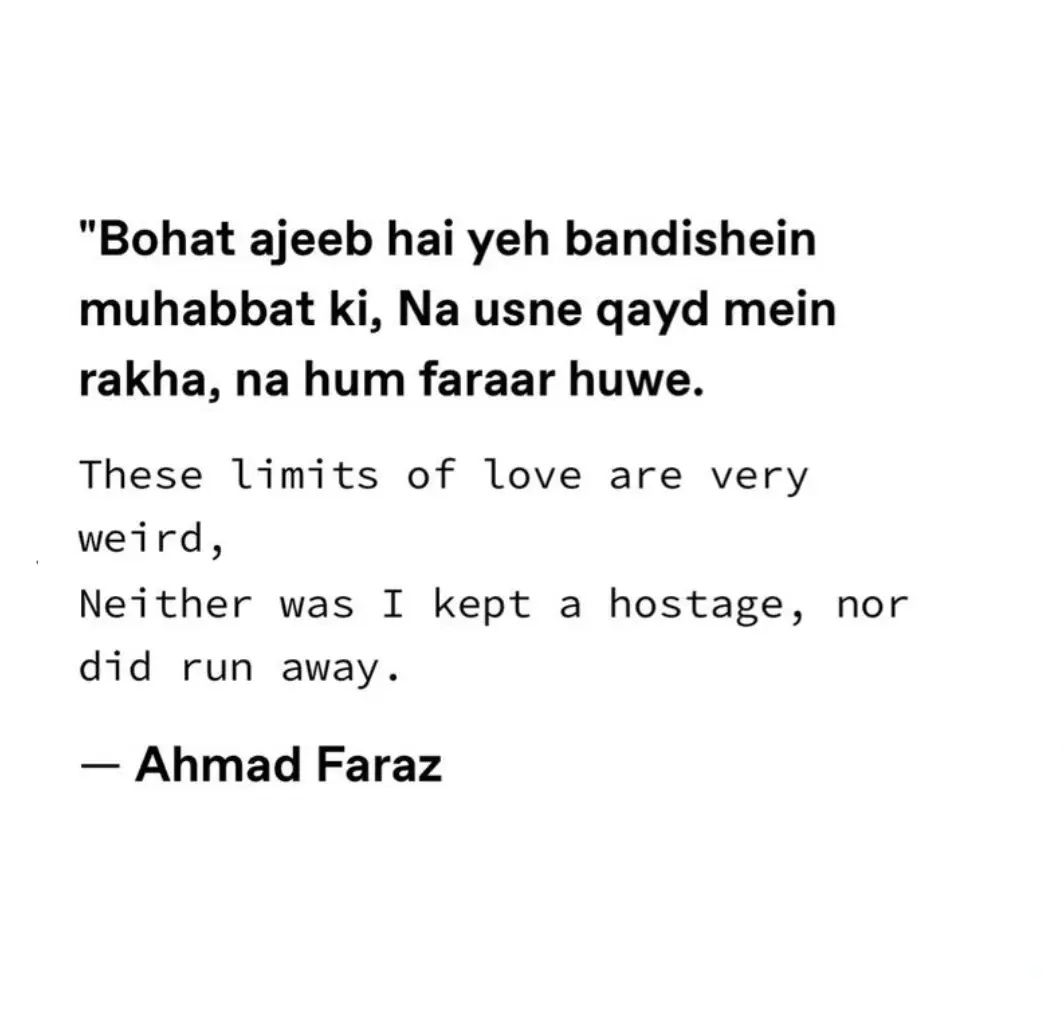 "Bohat ajeeb hai yeh bandishein
muhabbat ki, Na usne qayd mein
rakha, na hum faraar huwe.
These limits of love are very
weird,
Neither was I kept a hostage, nor
did run away.
— Ahmad Faraz